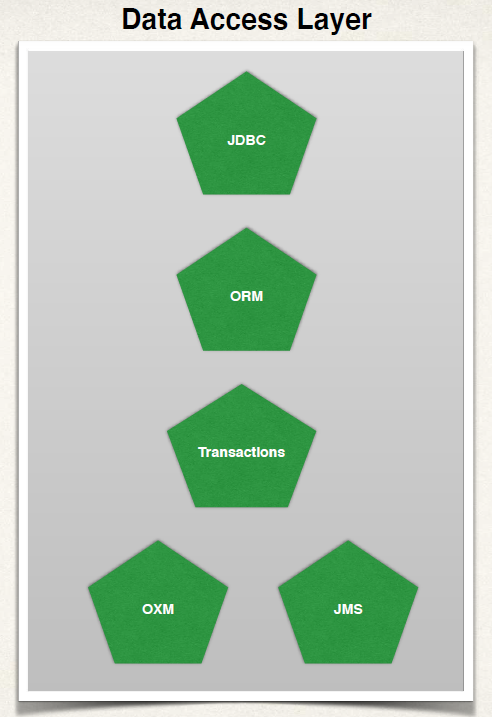 Data Access Layer
JDBC
ORM
Transactions
OXM
JMS